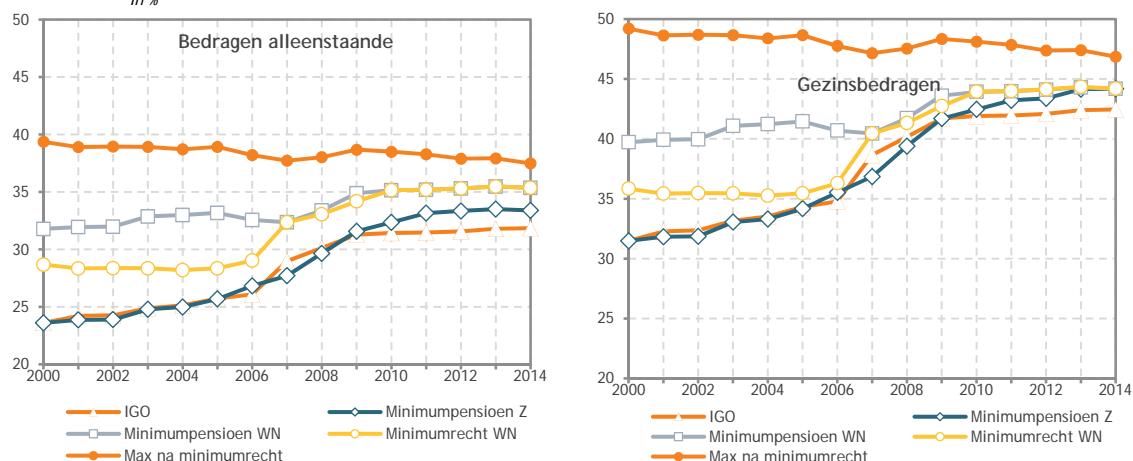 in%
Bedragen alleenstaande
50
45
40
35
30
25
20
2000 2002 2004 2006 2008 2010 2012 2014
IGO
Minimumpensioen Z
Minimumpensioen WN
Minimumrecht WN
Max na minimumrecht
Gezinsbedragen
50
45
40
35
30
25
20
2000 2002 2004 2006 2008 2010 2012 2014
IGO
Minimumpensioen Z
Minimumpensioen WN
Minimumrecht WN
Max na minimumrecht